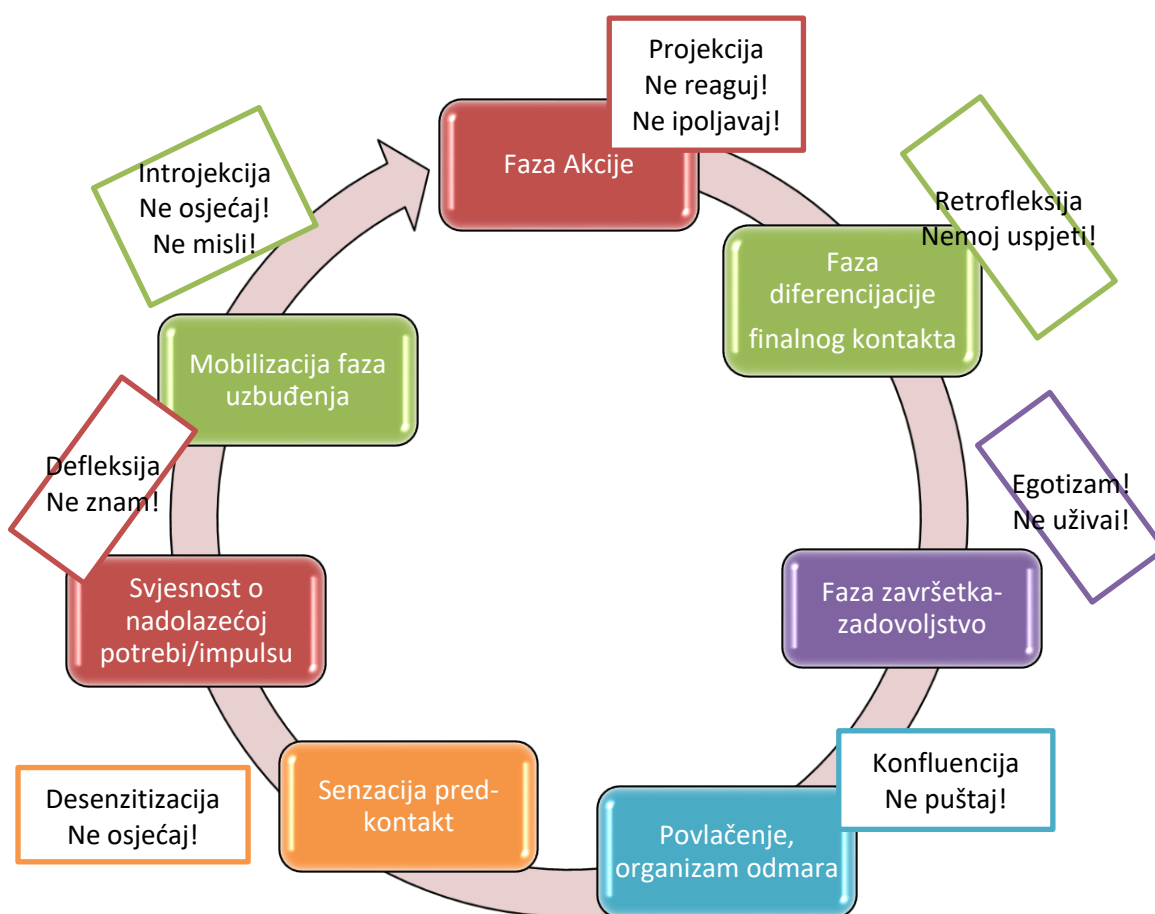 Projekcija
Ne reaguj!
Ne ipoljavaj!
Faza Akcije
Introjekcija
Ne osjećaj!
Ne misli!
Retrofleksija
Nemoj uspjeti!
Faza
diferencijacije
finalnog kontakta
Mobilizacija faza
uzbuđenja
Defleksija
Ne znam!
Egotizam!
Ne uživaj!
Svjesnost o
nadolazećoj
potrebi/impulsu
Faza završetka-
zadovoljstvo
Desenzitizacija
Ne osjećaj!
Senzacija pred-
kontakt
Konfluencija
Ne puštaj!
Povlačenje,
organizam odmara